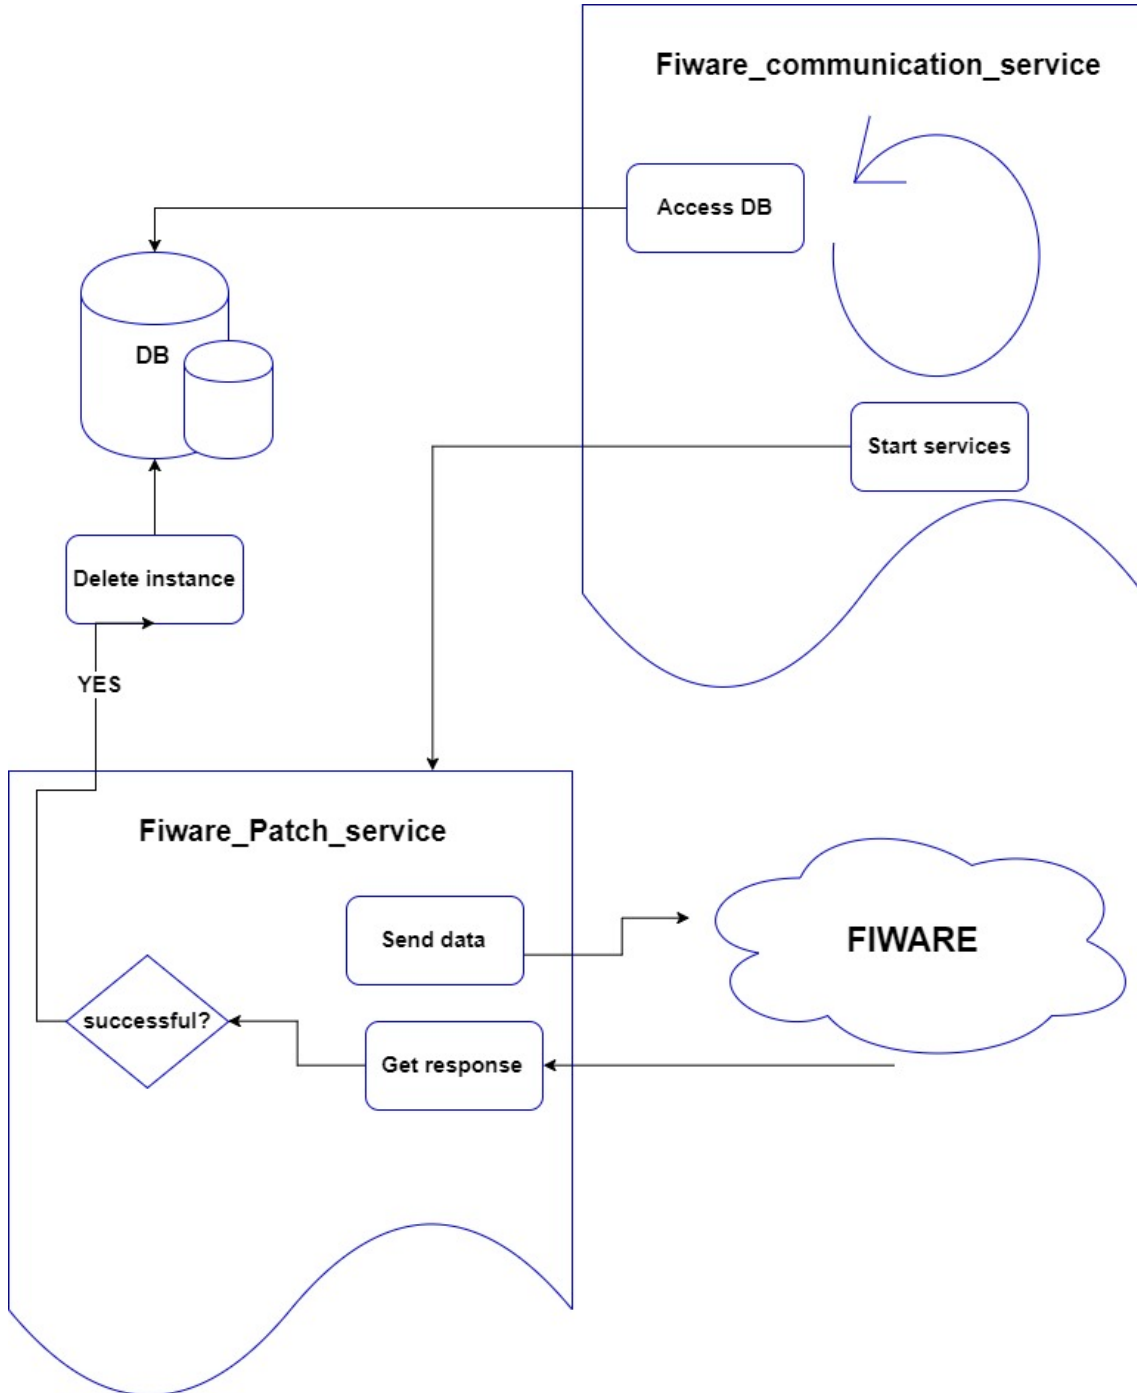 Fiware_communication_service
Access DB
DB
Start services
Delete instance
YES
Fiware_Patch_service
Send data
FIWARE
successful?
Get response